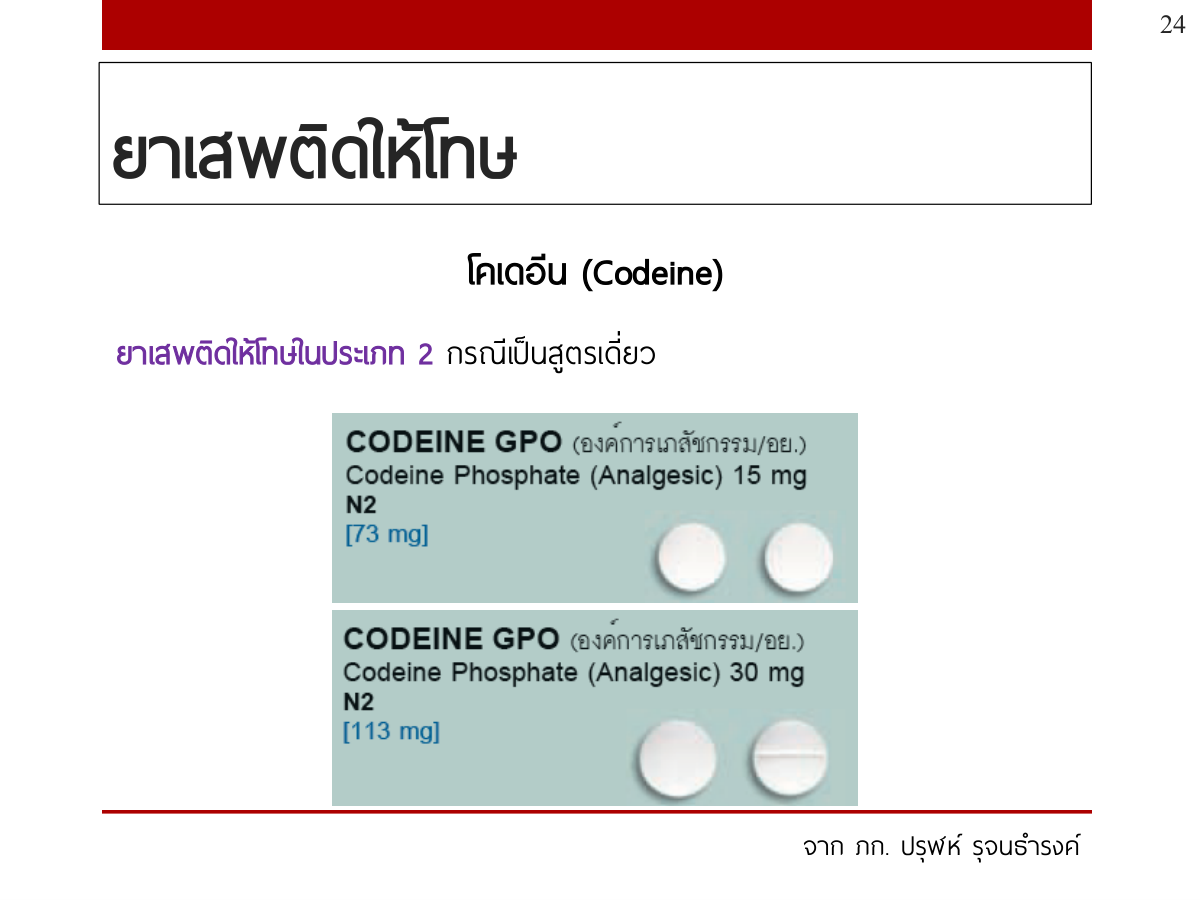 24
ยาเสพติดให้โทษ
โคเดอีน (Codeine)
ยาเสพติดให้โทษในประเภท 2 กรณีเป็นสูตรเดี่ยว
CODEINE GPO (องค์การเภสัชกรรม/อย.)
Codeine Phosphate (Analgesic) 15 mg
N2
[73 mg]
CODEINE GPO (องค์การเภสัชกรรม/อย.)
Codeine Phosphate (Analgesic) 30 mg
N2
[113 mg]
จาก ภก. ปรุฬห์ รุจนธำรงค์